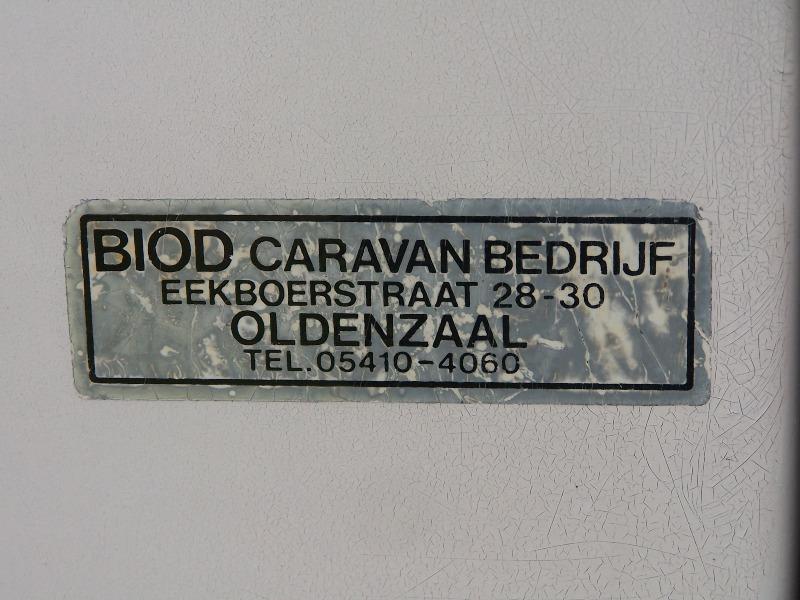 BIOD CARAVAN BEDRIJF
EEKBOERSTRAAT 28-30
OLDENZAAL
TEL. 05410-4060